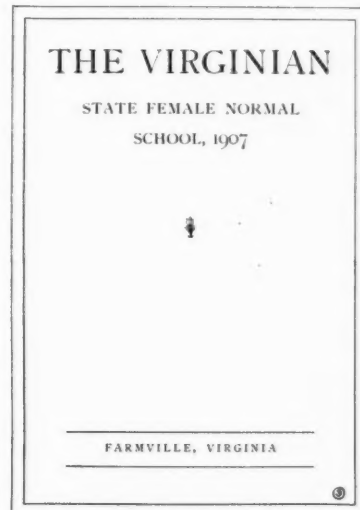 THE VIRGINIAN
STATE FEMALE NORMAL
SCHOOL, 1907
FARMVILLE, VIRGINIA